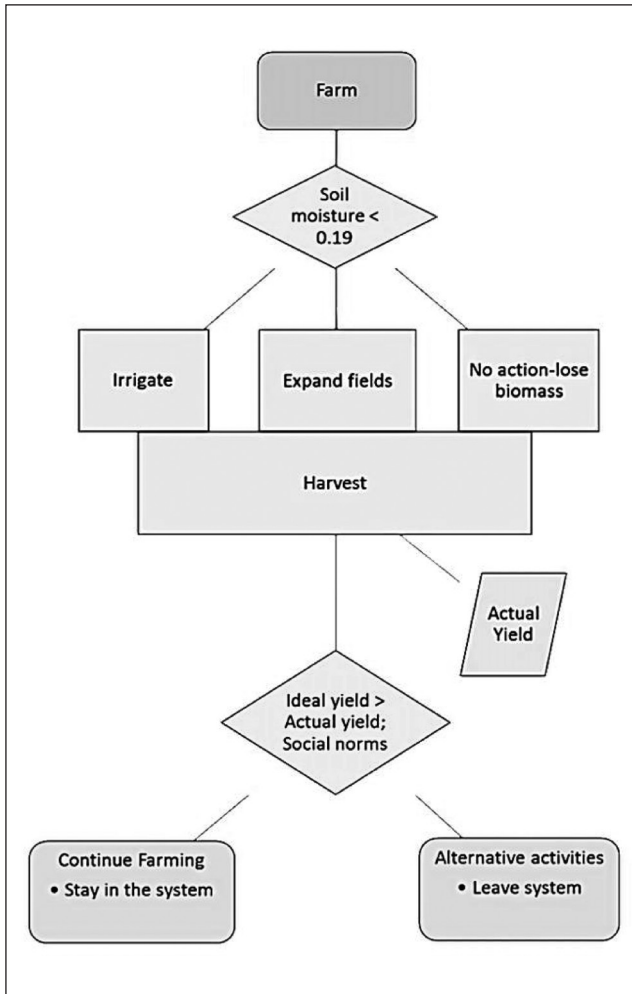 Farm
Soil
moisture <
0.19
Irrigate
Expand fields
No action-lose
biomass
Harvest
Actual
Yield
Ideal yield >
Actual yield;
Social norms
Continue Farming
• Stay in the system
Alternative activities
• Leave system